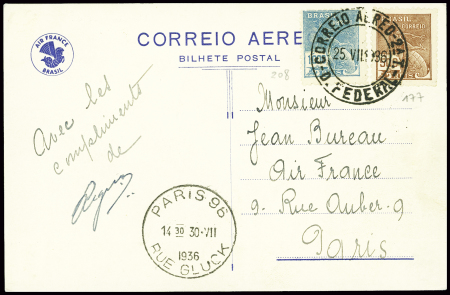 AIR FRANCE
BRASIL
CORREIO AEREO
BILHETE POSTAL
BRASIL
BRASIL
CORREIO
CORREIO AEREO
25 VII 1936
D. FEDERAL
208
177
Avec les
compliments
de
Monsieur
Jean Bureau
Air France
9. Rue Auber. 9
Paris
PARIS 96
14 30 30-VII
1936
RUE GLUCK